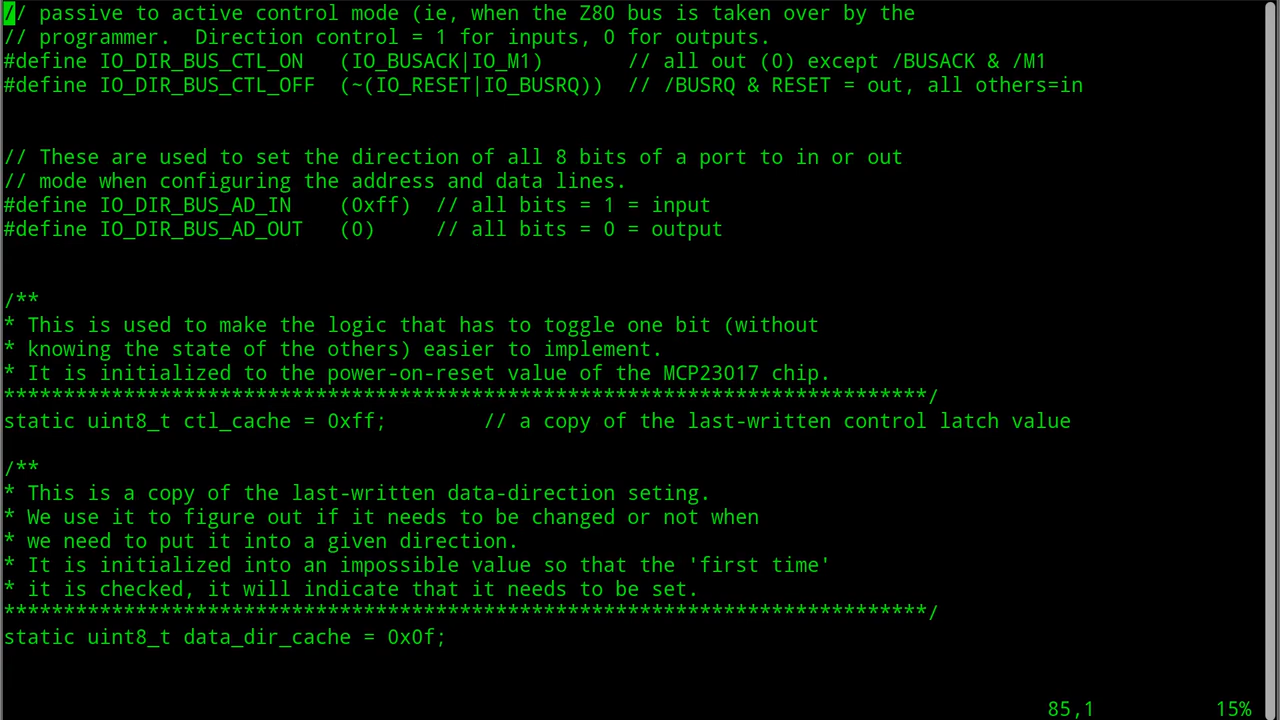 // passive to active control mode (ie, when the Z80 bus is taken over by the
// programmer.  Direction control = 1 for inputs, 0 for outputs.
#define IO_DIR_BUS_CTL_ON   (IO_BUSACK|IO_M1)       // all out (0) except /BUSACK & /M1
#define IO_DIR_BUS_CTL_OFF  (~(IO_RESET|IO_BUSRQ))  // /BUSRQ & RESET = out, all others=in
// These are used to set the direction of all 8 bits of a port to in or out
// mode when configuring the address and data lines.
#define IO_DIR_BUS_AD_IN    (0xff)  // all bits = 1 = input
#define IO_DIR_BUS_AD_OUT   (0)     // all bits = 0 = output
/**
* This is used to make the logic that has to toggle one bit (without
* knowing the state of the others) easier to implement.
* It is initialized to the power-on-reset value of the MCP23017 chip.
*****************************************************************************/
static uint8_t ctl_cache = 0xff;        // a copy of the last-written control latch value
/**
* This is a copy of the last-written data-direction seting.
* We use it to figure out if it needs to be changed or not when
* we need to put it into a given direction.
* It is initialized into an impossible value so that the 'first time'
* it is checked, it will indicate that it needs to be set.
*****************************************************************************/
static uint8_t data_dir_cache = 0x0f;
85,1          15%